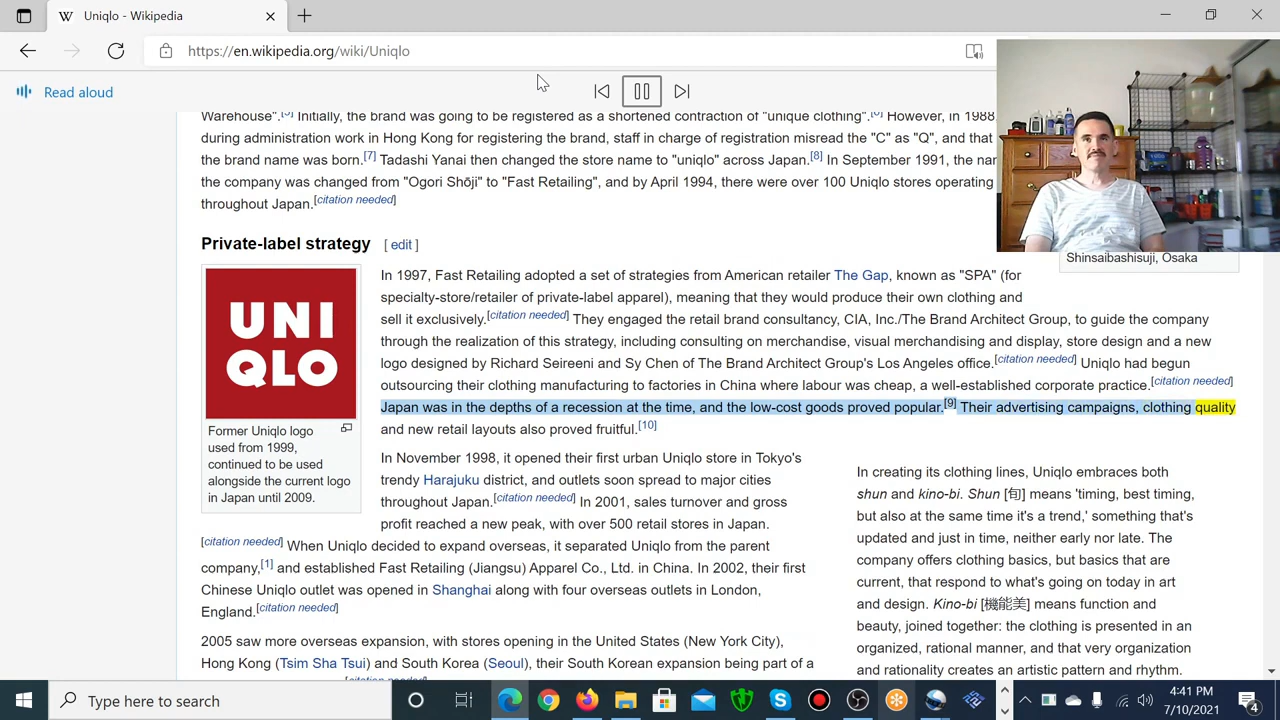 Uniqlo - Wikipedia
https://en.wikipedia.org/wiki/Uniqlo
Read aloud
Warehouse".[5] Initially, the brand was going to be registered as a shortened contraction of "unique clothing".[6] However, in 1988,
during administration work in Hong Kong for registering the brand, staff in charge of registration misread the "C" as "Q", and that
the brand name was born.[7] Tadashi Yanai then changed the store name to "uniqlo" across Japan.[8] In September 1991, the
the company was changed from "Ogori Shōji" to "Fast Retailing", and by April 1994, there were over 100 Uniqlo stores operating
throughout Japan.[citation needed]
Private-label strategy [ edit ]
Shinsaibashisuji, Osaka
UNI
QLO
Former Uniqlo logo
used from 1999,
continued to be used
alongside the current logo
in Japan until 2009.
In 1997, Fast Retailing adopted a set of strategies from American retailer The Gap, known as "SPA" (for
specialty-store/retailer of private-label apparel), meaning that they would produce their own clothing and
sell it exclusively.[citation needed] They engaged the retail brand consultancy, CIA, Inc./The Brand Architect Group, to guide the company
through the realization of this strategy, including consulting on merchandise, visual merchandising and display, store design and a new
logo designed by Richard Seireeni and Sy Chen of The Brand Architect Group's Los Angeles office.[citation needed] Uniqlo had begun
outsourcing their clothing manufacturing to factories in China where labour was cheap, a well-established corporate practice.[citation needed]
Japan was in the depths of a recession at the time, and the low-cost goods proved popular.[9] Their advertising campaigns, clothing quality
and new retail layouts also proved fruitful.[10]
In November 1998, it opened their first urban Uniqlo store in Tokyo's
trendy Harajuku district, and outlets soon spread to major cities
throughout Japan.[citation needed] In 2001, sales turnover and gross
profit reached a new peak, with over 500 retail stores in Japan.
[citation needed] When Uniqlo decided to expand overseas, it separated Uniqlo from the parent
company,[1] and established Fast Retailing (Jiangsu) Apparel Co., Ltd. in China. In 2002, their first
Chinese Uniqlo outlet was opened in Shanghai along with four overseas outlets in London,
England.[citation needed]
2005 saw more overseas expansion, with stores opening in the United States (New York City),
Hong Kong (Tsim Sha Tsui) and South Korea (Seoul), their South Korean expansion being part of a
In creating its clothing lines, Uniqlo embraces both
shun and kino-bi. Shun [旬] means 'timing, best timing,
but also at the same time it's a trend,' something that's
updated and just in time, neither early nor late. The
company offers clothing basics, but basics that are
current, that respond to what's going on today in art
and design. Kino-bi [機能美] means function and
beauty, joined together: the clothing is presented in an
organized, rational manner, and that very organization
and rationality creates an artistic pattern and rhythm.
Type here to search
4:41 PM
7/10/2021
4